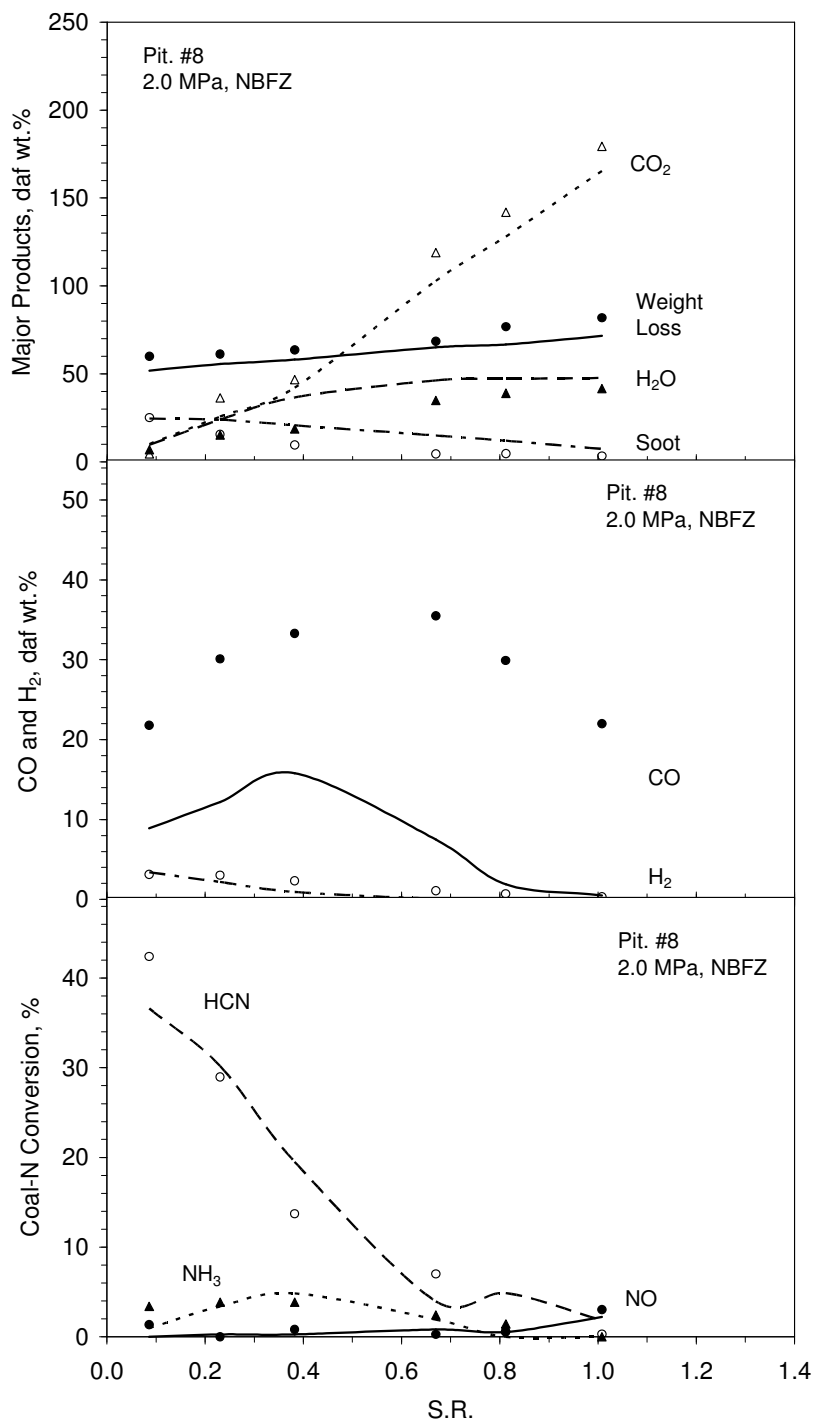 250
200
150
100
50
0
Major Products, daf wt.%
Pit. #8
2.0 MPa, NBFZ
CO₂
Weight
Loss
H₂O
Soot
50
40
30
20
10
0
CO and H₂, daf wt.%
Pit. #8
2.0 MPa, NBFZ
CO
H₂
40
30
20
10
0
Coal-N Conversion, %
Pit. #8
2.0 MPa, NBFZ
HCN
NH₃
NO
0.0 0.2 0.4 0.6 0.8 1.0 1.2 1.4
S.R.